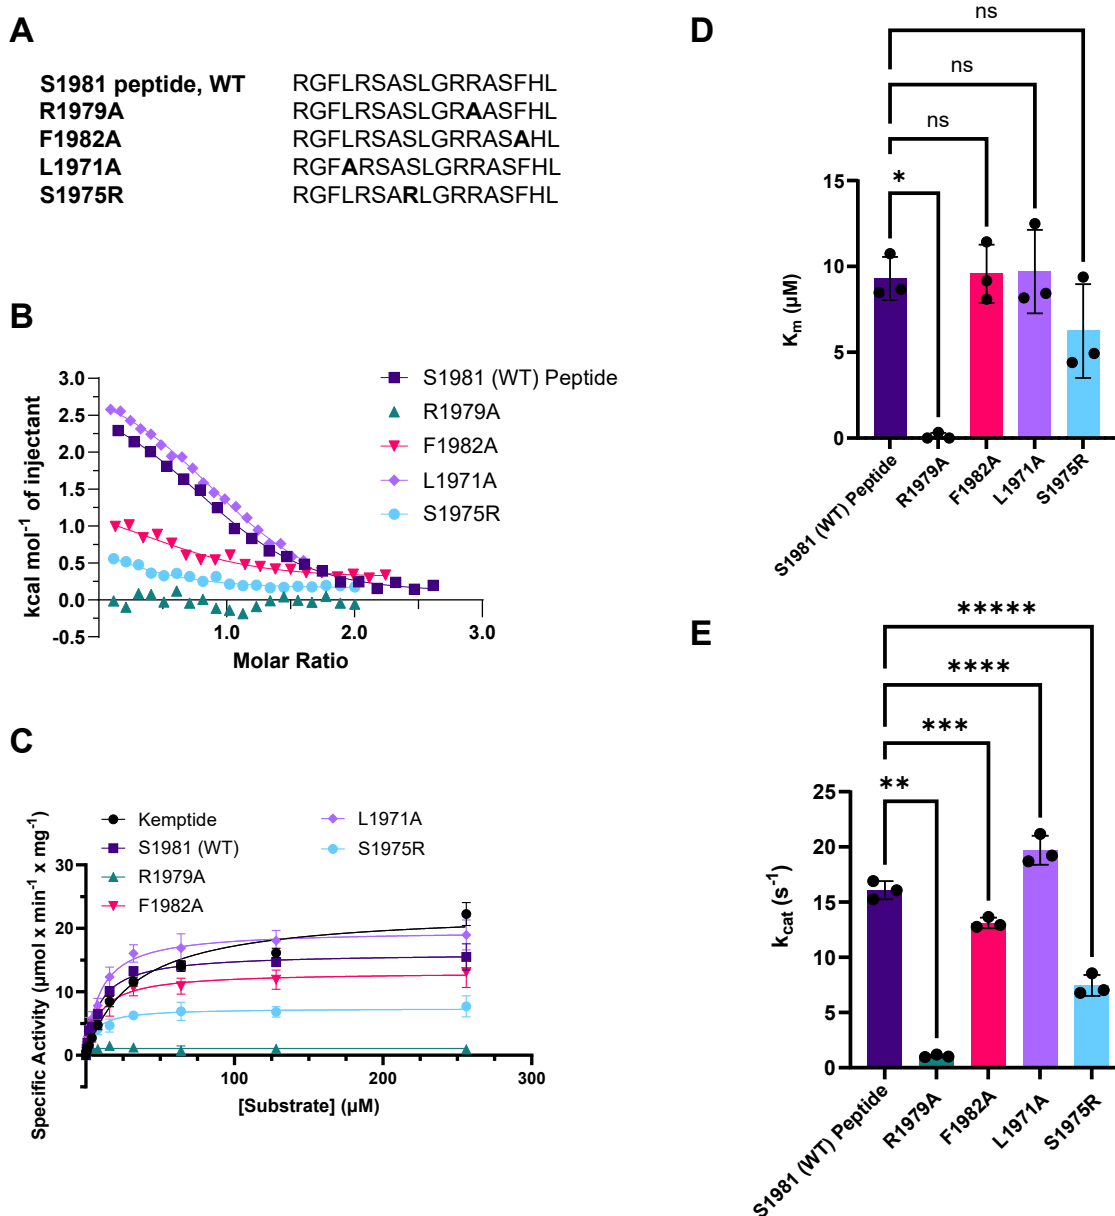 A
S1981 peptide, WT RGFLRSASLGRRASFHL
R1979A RGFLRSASLGRAASFHL
F1982A RGFLRSASLGRRASAHL
L1971A RGFARSASLGRRASFHL
S1975R RGFLRSARLGRRASFHL
B
kcal mol⁻¹ of injectant
3.0
2.5
2.0
1.5
1.0
0.5
0.0
-0.5
1.0 2.0 3.0
Molar Ratio
S1981 (WT) Peptide
R1979A
F1982A
L1971A
S1975R
C
Specific Activity (μmol x min⁻¹ x mg⁻¹)
Kemptide
S1981 (WT)
R1979A
F1982A
L1971A
S1975R
30
20
10
0
100 200 300
[Substrate] (μM)
D
ns
ns
ns
*
Kₘ (μM)
15
10
5
0
S1981 (WT) Peptide
R1979A
F1982A
L1971A
S1975R
E
*****
****
***
**
k_cat (s⁻¹)
25
20
15
10
5
0
S1981 (WT) Peptide
R1979A
F1982A
L1971A
S1975R